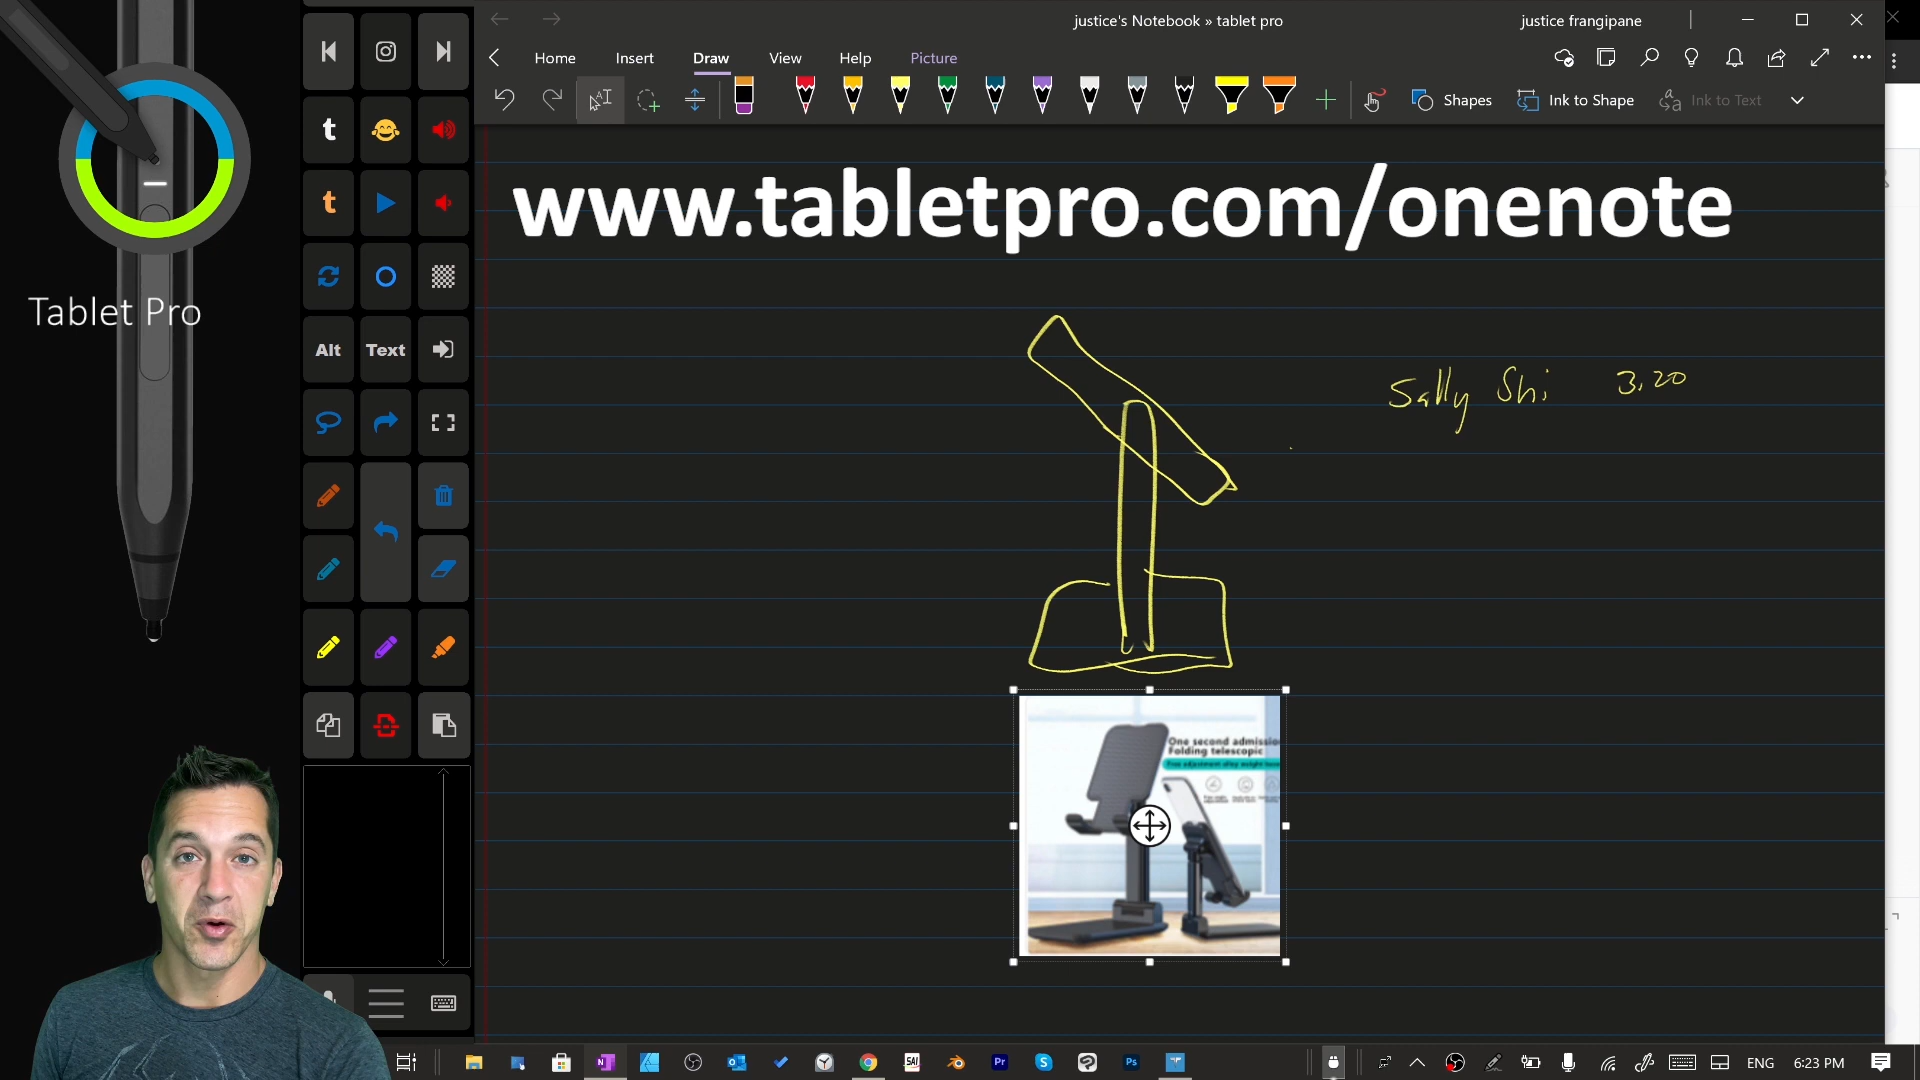 justice's Notebook » tablet pro
justice frangipane
Home Insert Draw View Help Picture
Shapes Ink to Shape Ink to Text
www.tabletpro.com/onenote
Tablet Pro
Alt Text
Sally Shi 3.20
One second admissio
Folding telescopic
ENG 6:23 PM